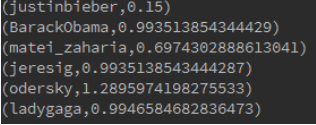 (justinbieber,0.15)
(BarackObama,0.993513854344429)
(matei_zaharia,0.6974302888613041)
(jeresig,0.9935138543444287)
(odersky,1.2895974198275533)
(ladygaga,0.9946584682836473)